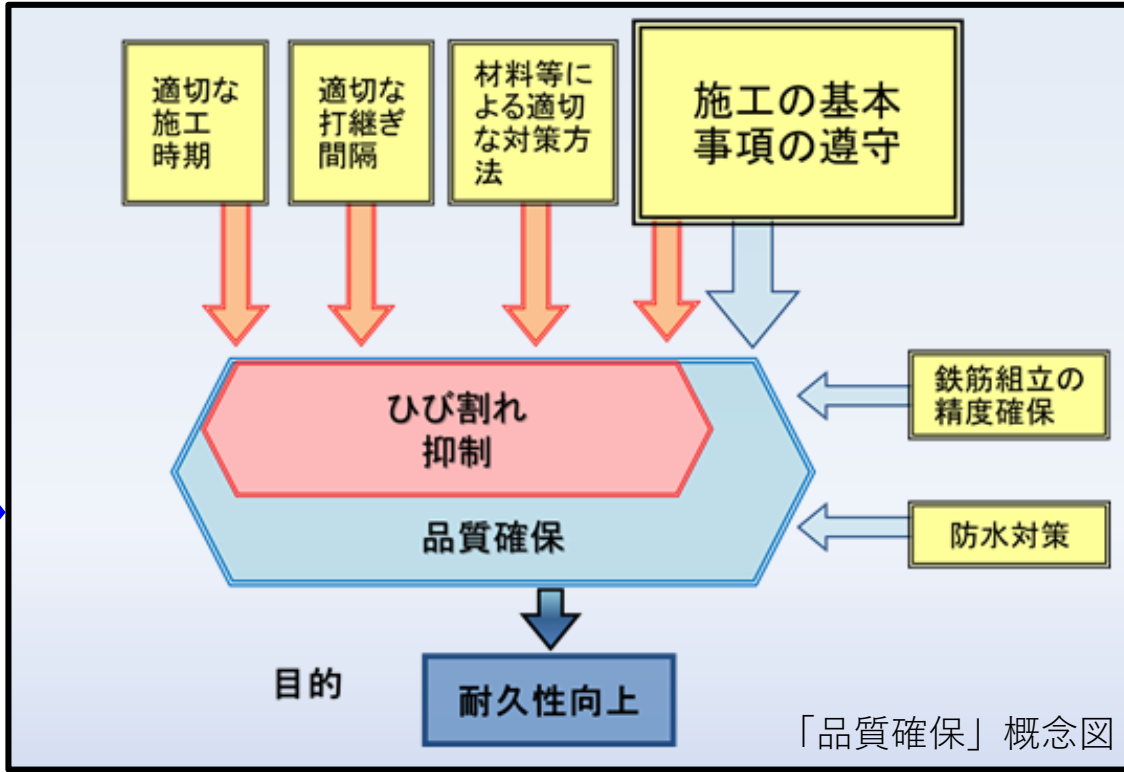 適切な
施工
時期
適切な
打継ぎ
間隔
材料等に
よる適切
な対策方
法
施工の基本
事項の遵守
ひび割れ
抑制
品質確保
鉄筋組立の
精度確保
防水対策
目的
耐久性向上
「品質確保」概念図